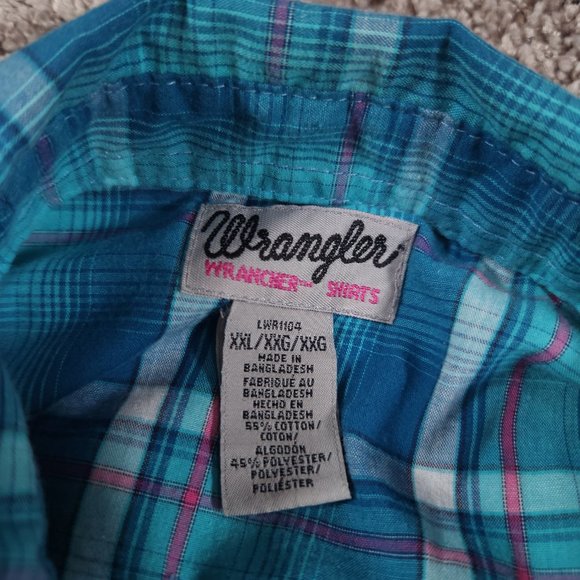 Wrangler
WRANCHER™ SHIRTS
LWR1104
XXL/XXG/XXG
MADE IN
BANGLADESH
FABRIQUÉ AU
BANGLADESH
HECHO EN
BANGLADESH
55% COTTON/
COTON/
ALGODÓN
45% POLYESTER/
POLYESTER/
POLIÉSTER